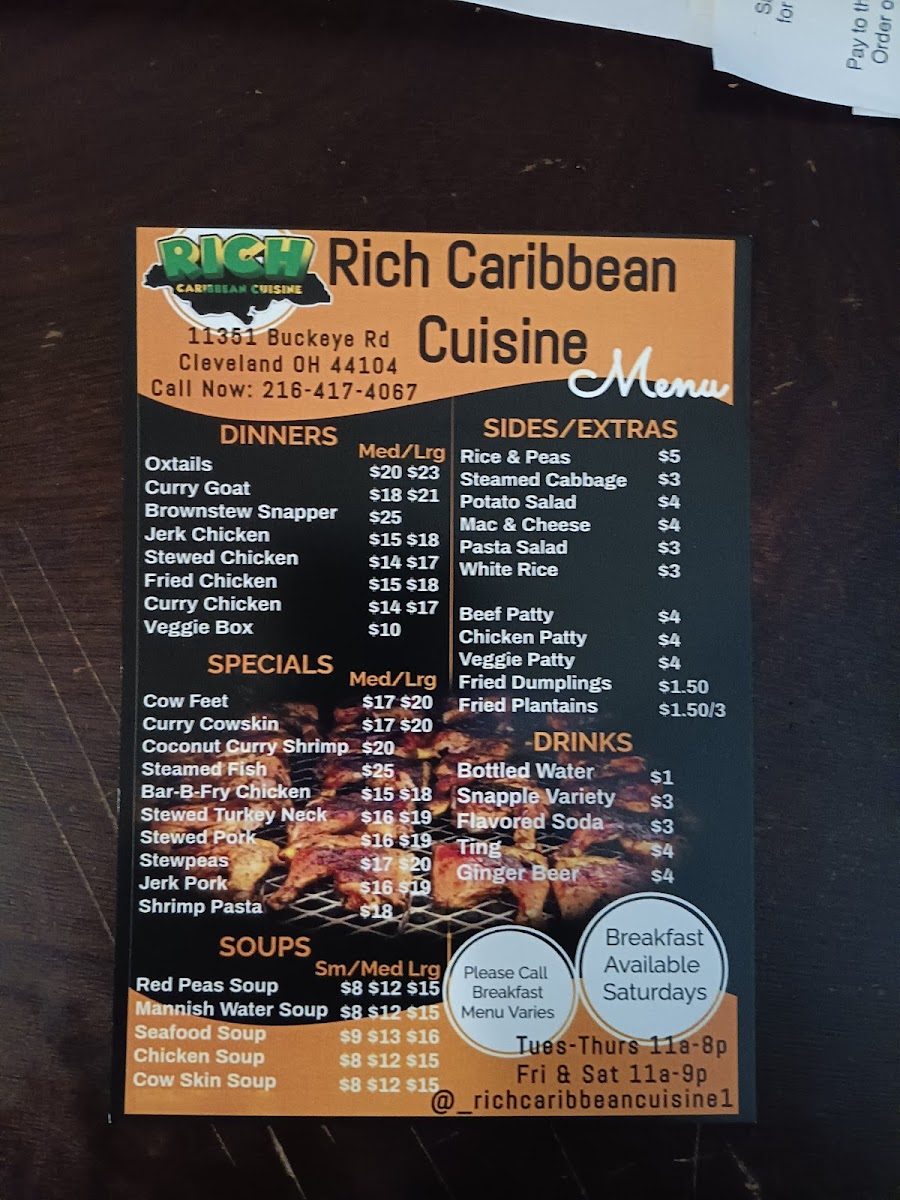 Pay to th
Order o
for
RICH
CARIBBEAN CUISINE
Rich Caribbean
Cuisine
Menu
11351 Buckeye Rd
Cleveland OH 44104
Call Now: 216-417-4067
DINNERS
Med/Lrg
Oxtails $20 $23
Curry Goat $18 $21
Brownstew Snapper $25
Jerk Chicken $15 $18
Stewed Chicken $14 $17
Fried Chicken $15 $18
Curry Chicken $14 $17
Veggie Box $10
SPECIALS
Med/Lrg
Cow Feet $17 $20
Curry Cowskin $17 $20
Coconut Curry Shrimp $20
Steamed Fish $25
Bar-B-Fry Chicken $15 $18
Stewed Turkey Neck $16 $19
Stewed Pork $16 $19
Stewpeas $17 $20
Jerk Pork $16 $19
Shrimp Pasta $18
SOUPS
Sm/Med Lrg
Red Peas Soup $8 $12 $15
Mannish Water Soup $8 $12 $15
Seafood Soup $9 $13 $16
Chicken Soup $8 $12 $15
Cow Skin Soup $8 $12 $15
SIDES/EXTRAS
Rice & Peas $5
Steamed Cabbage $3
Potato Salad $4
Mac & Cheese $4
Pasta Salad $3
White Rice $3
Beef Patty $4
Chicken Patty $4
Veggie Patty $4
Fried Dumplings $1.50
Fried Plantains $1.50/3
-DRINKS
Bottled Water $1
Snapple Variety $3
Flavored Soda $3
Ting $4
Ginger Beer $4
Please Call
Breakfast
Menu Varies
Breakfast
Available
Saturdays
Tues-Thurs 11a-8p
Fri & Sat 11a-9p
@_richcaribbeancuisine1